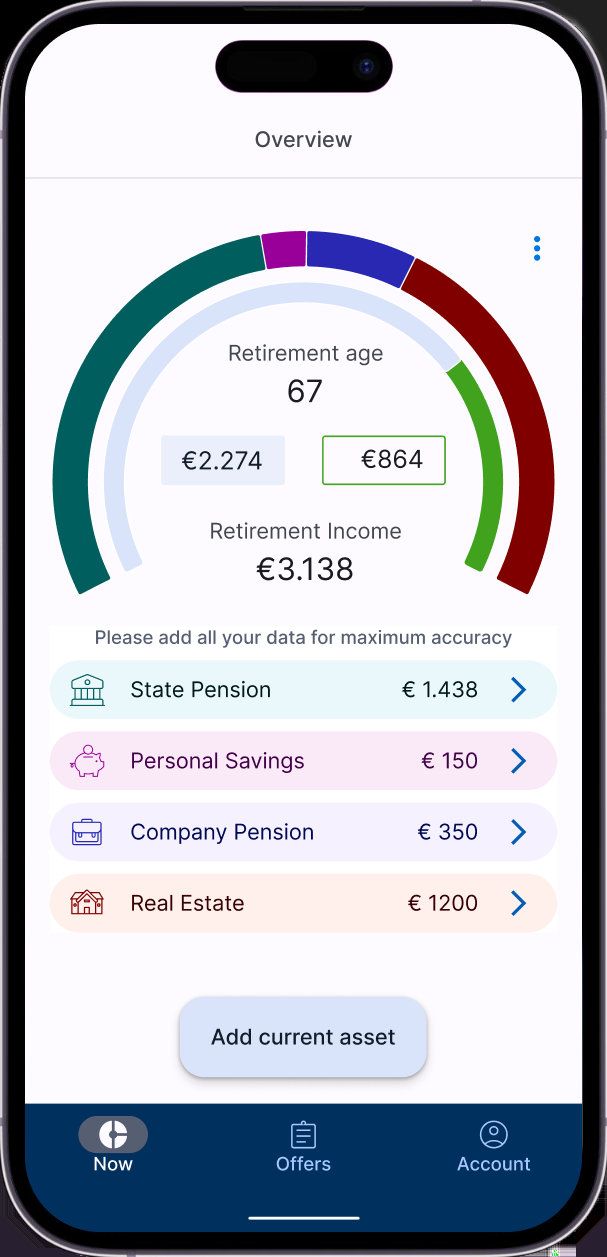 Overview
Retirement age
67
€2.274
€864
Retirement Income
€3.138
Please add all your data for maximum accuracy
State Pension € 1.438
Personal Savings € 150
Company Pension € 350
Real Estate € 1200
Add current asset
Now Offers Account